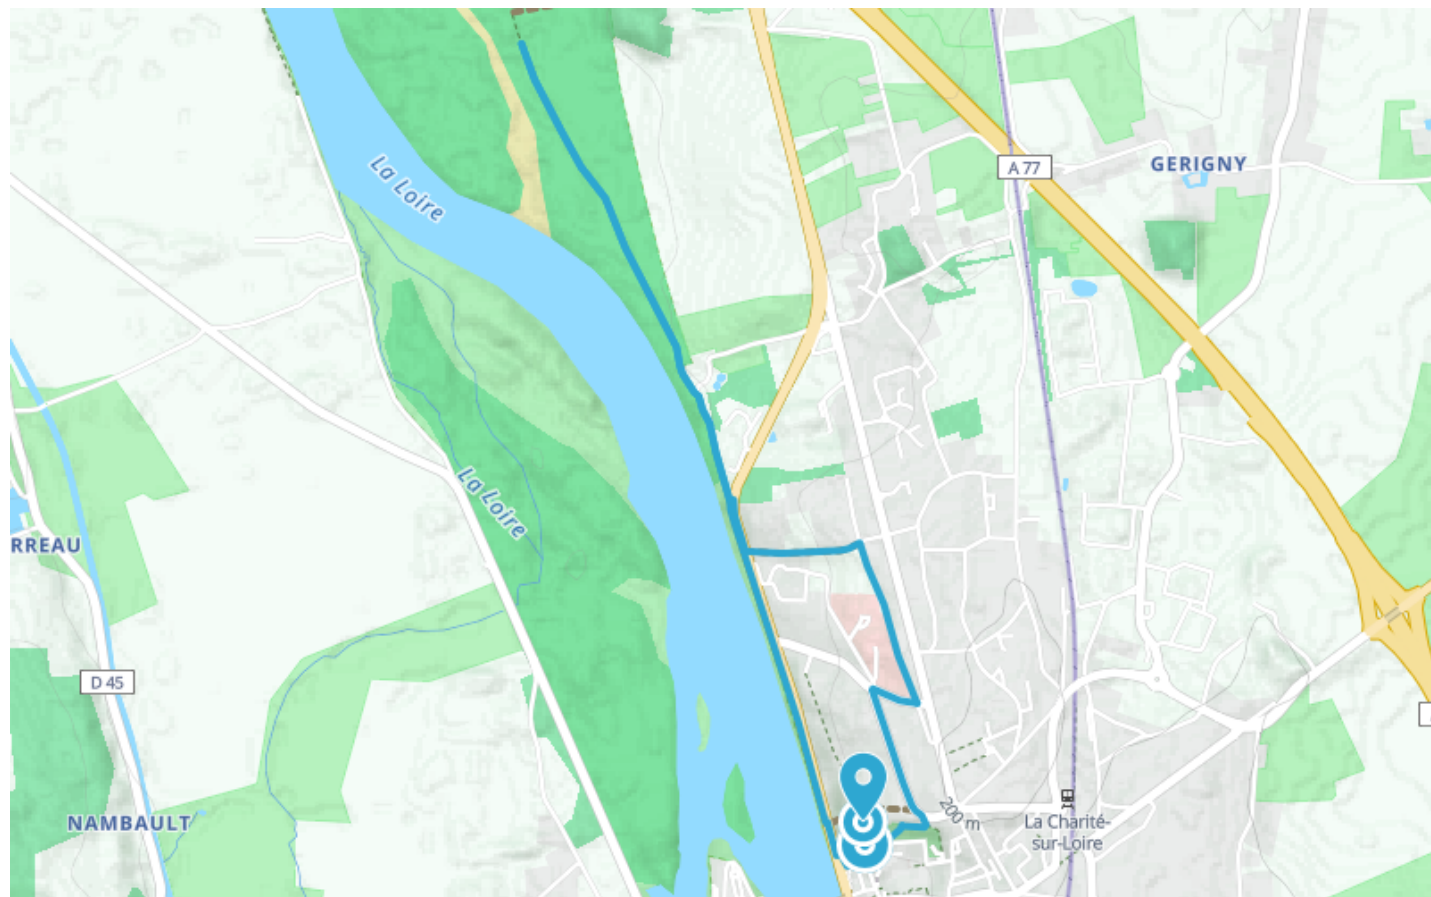 A 77
GERIGNY
La Loire
La Loire
RREAU
D 45
NAMBAULT
200 m
La Charité-
sur-Loire